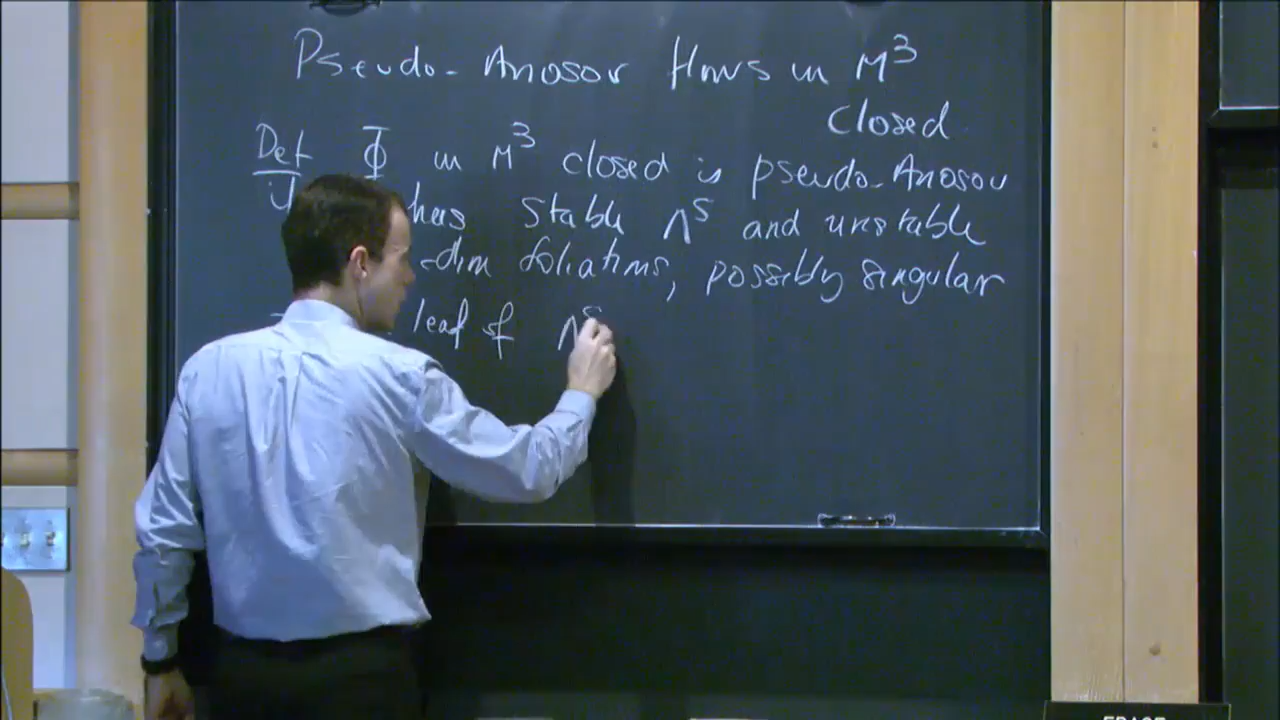 Pseudo-Anosov flows in M³
closed
Def Φ in M³ closed is pseudo-Anosov
has stable Λˢ and unstable
-dim foliations, possibly singular
leaf of Λˢ